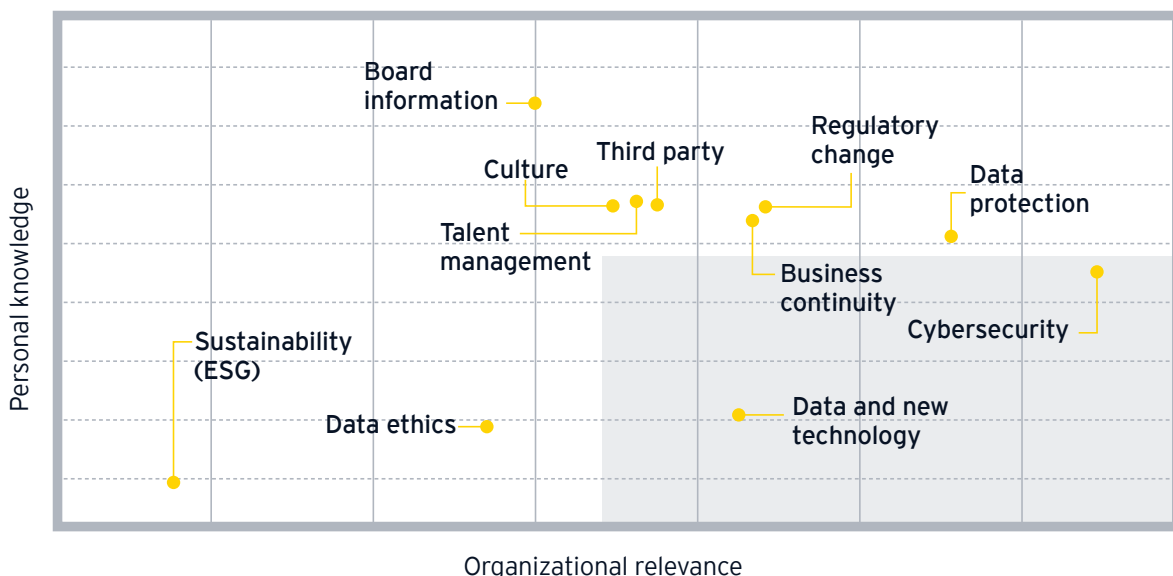 Board
information
Culture
Third party
Regulatory
change
Data
protection
Talent
management
Business
continuity
Cybersecurity
Sustainability
(ESG)
Data ethics
Data and new
technology
Personal knowledge
Organizational relevance